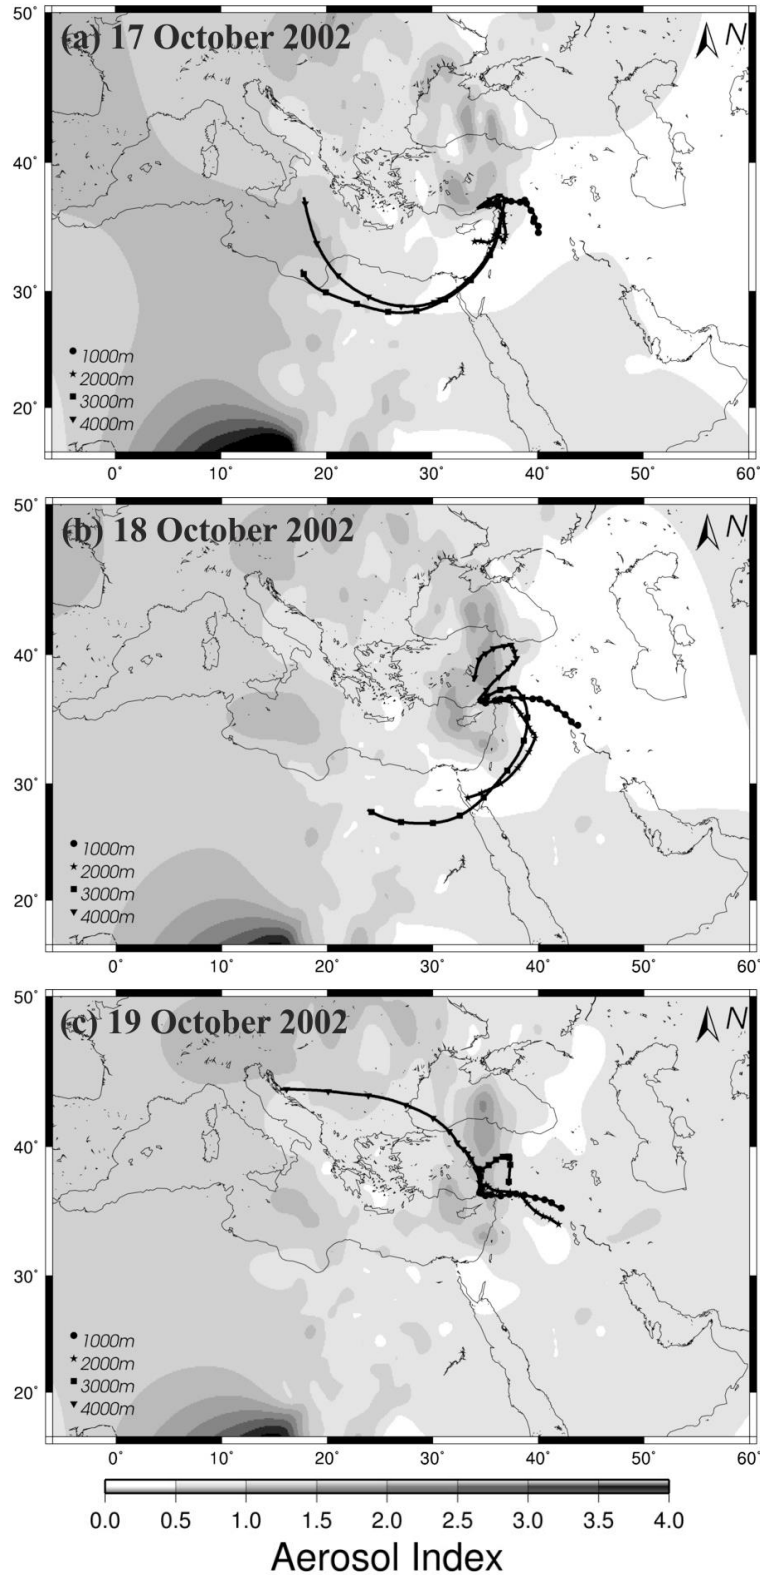 (a) 17 October 2002
N
50°
40°
30°
20°
1000m
2000m
3000m
4000m
0° 10° 20° 30° 40° 50° 60°
(b) 18 October 2002
N
50°
40°
30°
20°
1000m
2000m
3000m
4000m
0° 10° 20° 30° 40° 50° 60°
(c) 19 October 2002
N
50°
40°
30°
20°
1000m
2000m
3000m
4000m
0° 10° 20° 30° 40° 50° 60°
0.0 0.5 1.0 1.5 2.0 2.5 3.0 3.5 4.0
Aerosol Index